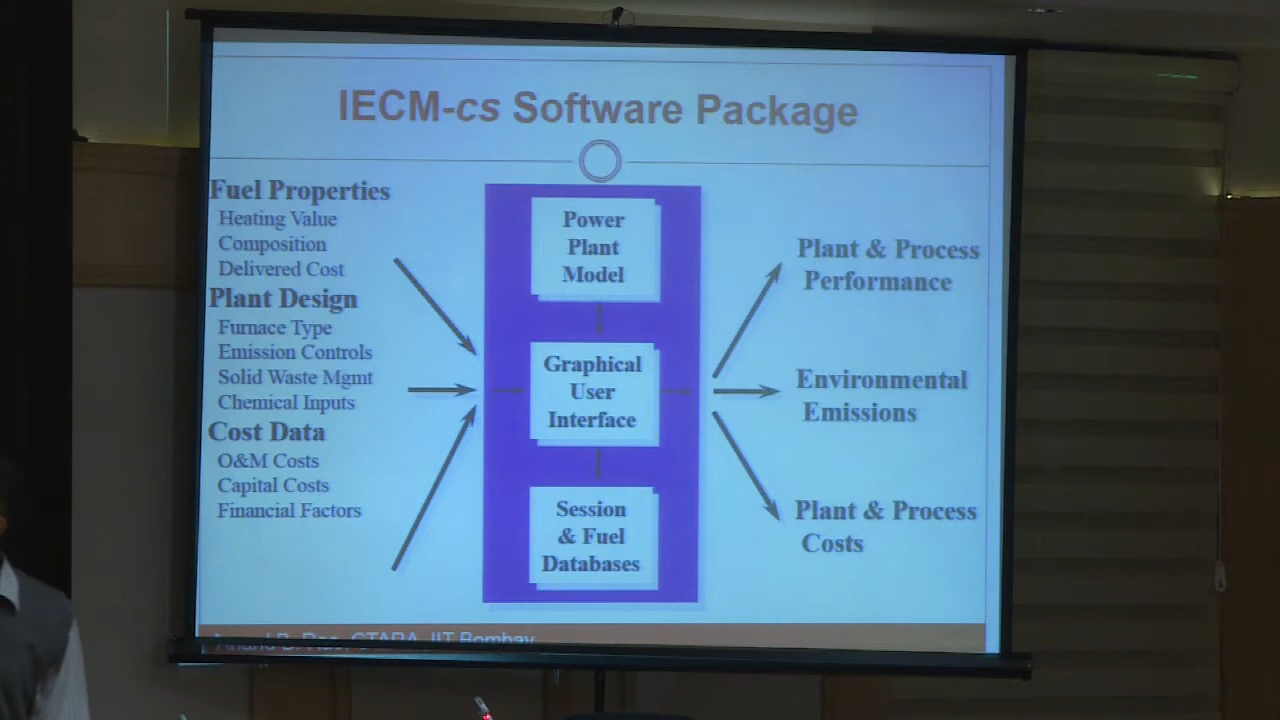 IECM-cs Software Package
Fuel Properties
Heating Value
Composition
Delivered Cost
Plant Design
Furnace Type
Emission Controls
Solid Waste Mgmt
Chemical Inputs
Cost Data
O&M Costs
Capital Costs
Financial Factors
Power
Plant
Model
Graphical
User
Interface
Session
& Fuel
Databases
Plant & Process
Performance
Environmental
Emissions
Plant & Process
Costs
Anand B. Rao, CTARA, IIT Bombay